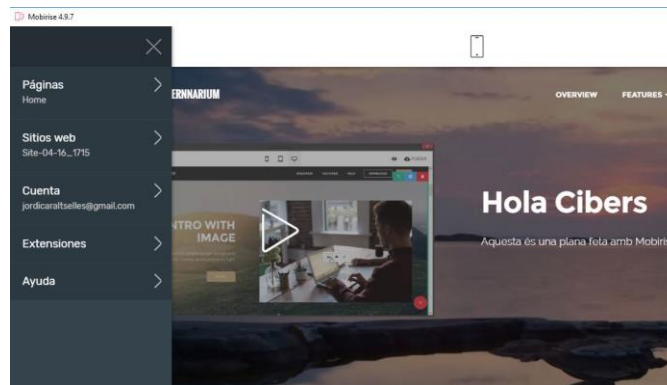 Mobirise 4.9.7
Páginas
Home
Sitios web
Site-04-16_1715
Cuenta
jordicaraltselles@gmail.com
Extensiones
Ayuda
ERNNARIUM
OVERVIEW FEATURES
NTRO WITH
IMAGE
Hola Cibers
Aquesta és una plana feta amb Mobiris